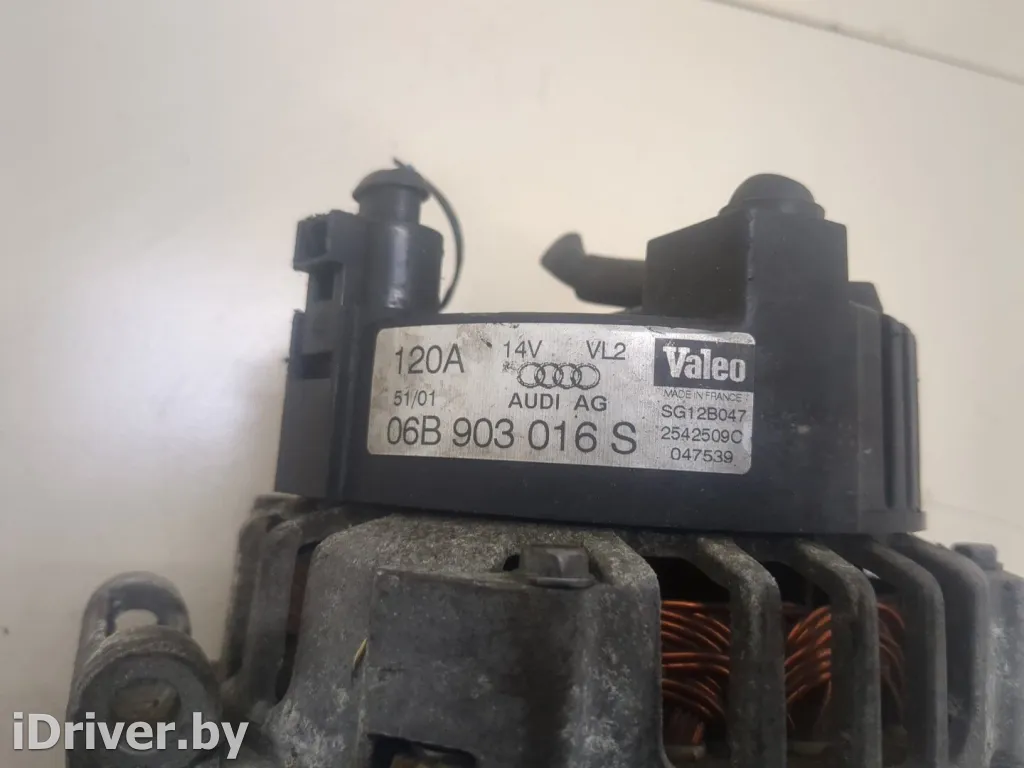 120A 14V VL2 Valeo
MADE IN FRANCE
51/01 AUDI AG SG12B047
06B 903 016 S 2542509C
047539
iDriver.by